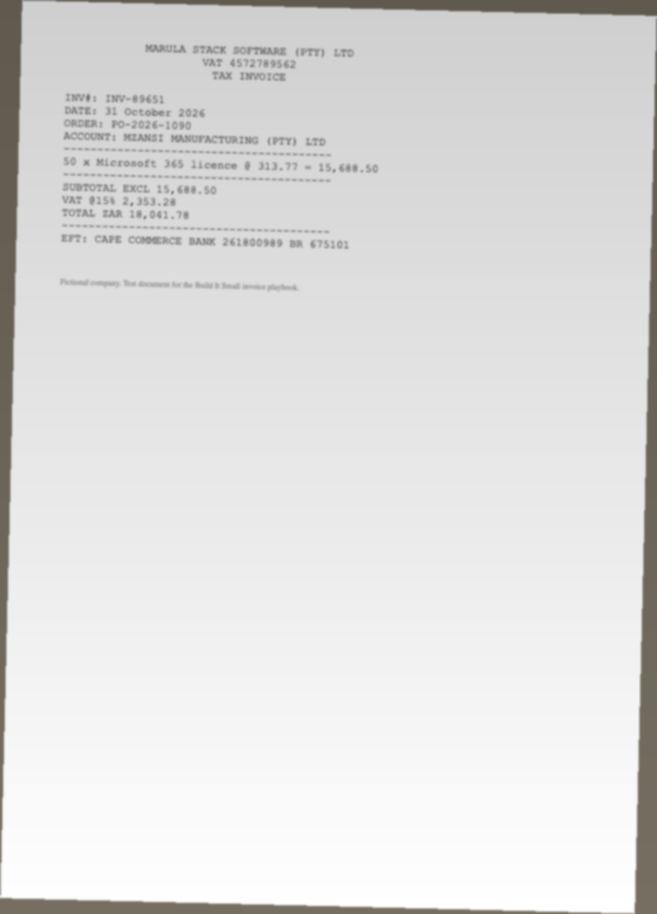 MARULA STACK SOFTWARE (PTY) LTD
VAT 4572789562
TAX INVOICE
INV#: INV-89651
DATE: 31 October 2026
ORDER: PO-2026-1090
ACCOUNT: MZANSI MANUFACTURING (PTY) LTD
----------------------------------------
50 x Microsoft 365 licence @ 313.77 = 15,688.50
----------------------------------------
SUBTOTAL EXCL 15,688.50
VAT @15% 2,353.28
TOTAL ZAR 18,041.78
----------------------------------------
EFT: CAPE COMMERCE BANK 261800989 BR 675101
Fictional company. Test document for the Build It Small invoice playbook.